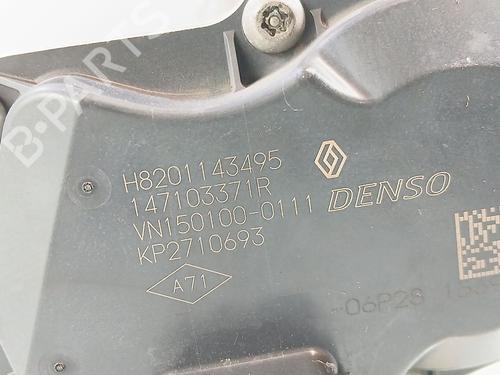 B-PARTS
H8201143495
147103371R
VN150100-0111
DENSO
KP2710693
A71
06P23